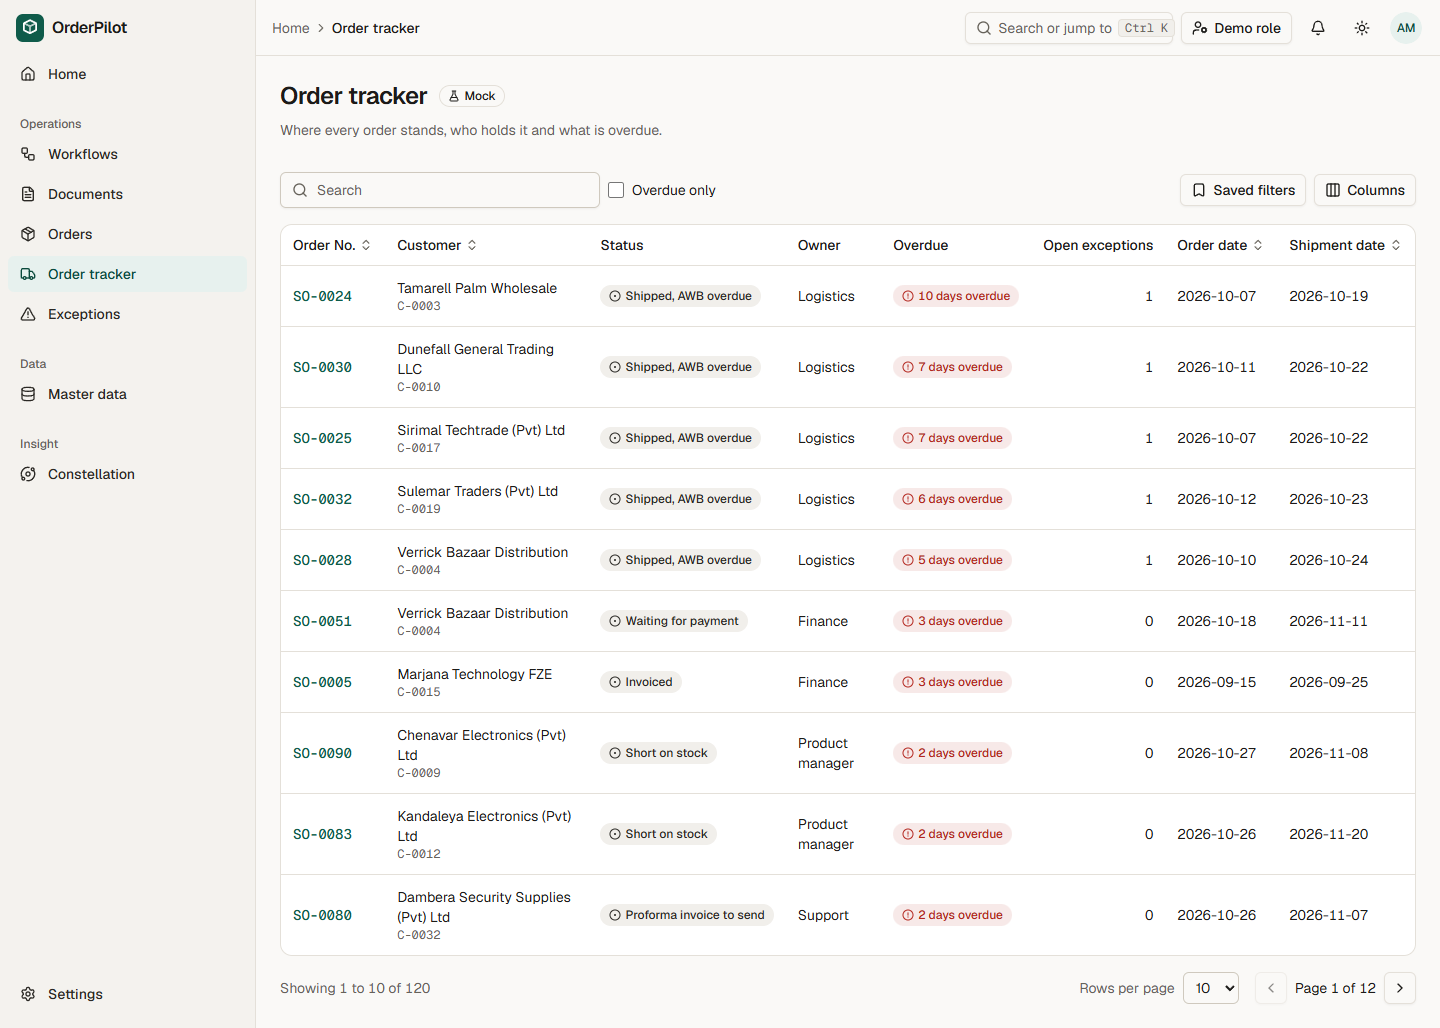 OrderPilot
Home
Operations
Workflows
Documents
Orders
Order tracker
Exceptions
Data
Master data
Insight
Constellation
Settings
Home > Order tracker
Search or jump to Ctrl K
Demo role
AM
Order tracker
Mock
Where every order stands, who holds it and what is overdue.
Search
Overdue only
Saved filters
Columns
Order No. Customer Status Owner Overdue Open exceptions Order date Shipment date
SO-0024 Tamarell Palm Wholesale Shipped, AWB overdue Logistics 10 days overdue 1 2026-10-07 2026-10-19
C-0003
SO-0030 Dunefall General Trading Shipped, AWB overdue Logistics 7 days overdue 1 2026-10-11 2026-10-22
LLC
C-0010
SO-0025 Sirimal Techtrade (Pvt) Ltd Shipped, AWB overdue Logistics 7 days overdue 1 2026-10-07 2026-10-22
C-0017
SO-0032 Sulemar Traders (Pvt) Ltd Shipped, AWB overdue Logistics 6 days overdue 1 2026-10-12 2026-10-23
C-0019
SO-0028 Verrick Bazaar Distribution Shipped, AWB overdue Logistics 5 days overdue 1 2026-10-10 2026-10-24
C-0004
SO-0051 Verrick Bazaar Distribution Waiting for payment Finance 3 days overdue 0 2026-10-18 2026-11-11
C-0004
SO-0005 Marjana Technology FZE Invoiced Finance 3 days overdue 0 2026-09-15 2026-09-25
C-0015
SO-0090 Chenavar Electronics (Pvt) Short on stock Product 2 days overdue 0 2026-10-27 2026-11-08
Ltd manager
C-0009
SO-0083 Kandaleya Electronics (Pvt) Short on stock Product 2 days overdue 0 2026-10-26 2026-11-20
Ltd manager
C-0012
SO-0080 Dambera Security Supplies Proforma invoice to send Support 2 days overdue 0 2026-10-26 2026-11-07
(Pvt) Ltd
C-0032
Showing 1 to 10 of 120
Rows per page 10
Page 1 of 12